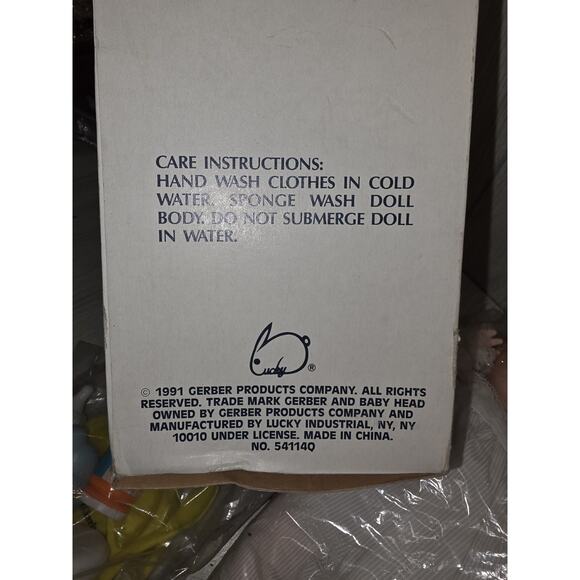 CARE INSTRUCTIONS:
HAND WASH CLOTHES IN COLD
WATER. SPONGE WASH DOLL
BODY. DO NOT SUBMERGE DOLL
IN WATER.
Lucky ®
© 1991 GERBER PRODUCTS COMPANY. ALL RIGHTS
RESERVED. TRADE MARK GERBER AND BABY HEAD
OWNED BY GERBER PRODUCTS COMPANY AND
MANUFACTURED BY LUCKY INDUSTRIAL, NY, NY
10010 UNDER LICENSE. MADE IN CHINA.
NO. 54114Q